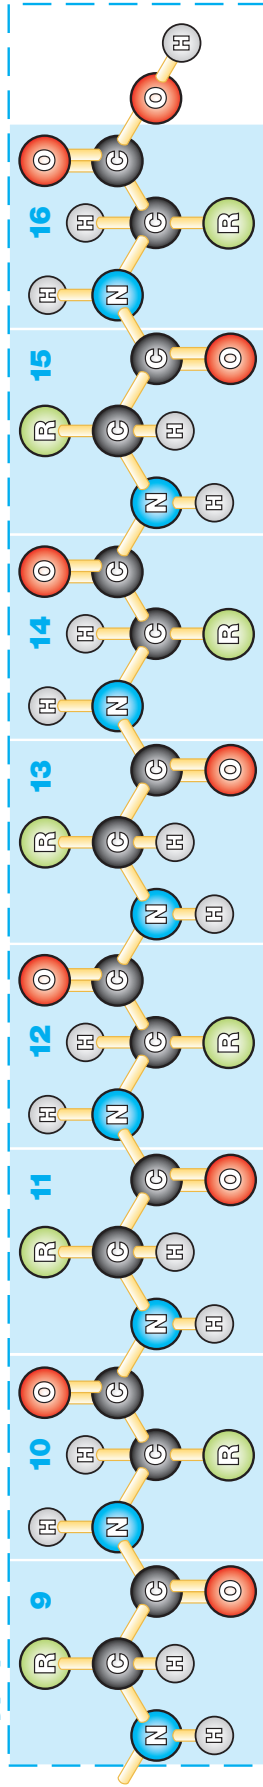 R 9 H 10 O R 11 H 12 O R 13 H 14 O R 15 H 16 O
H H H H
C N C C N C C N C C N C
N C C N C C N C C N C C O
H H H H H
H O R H O R H O R H O R